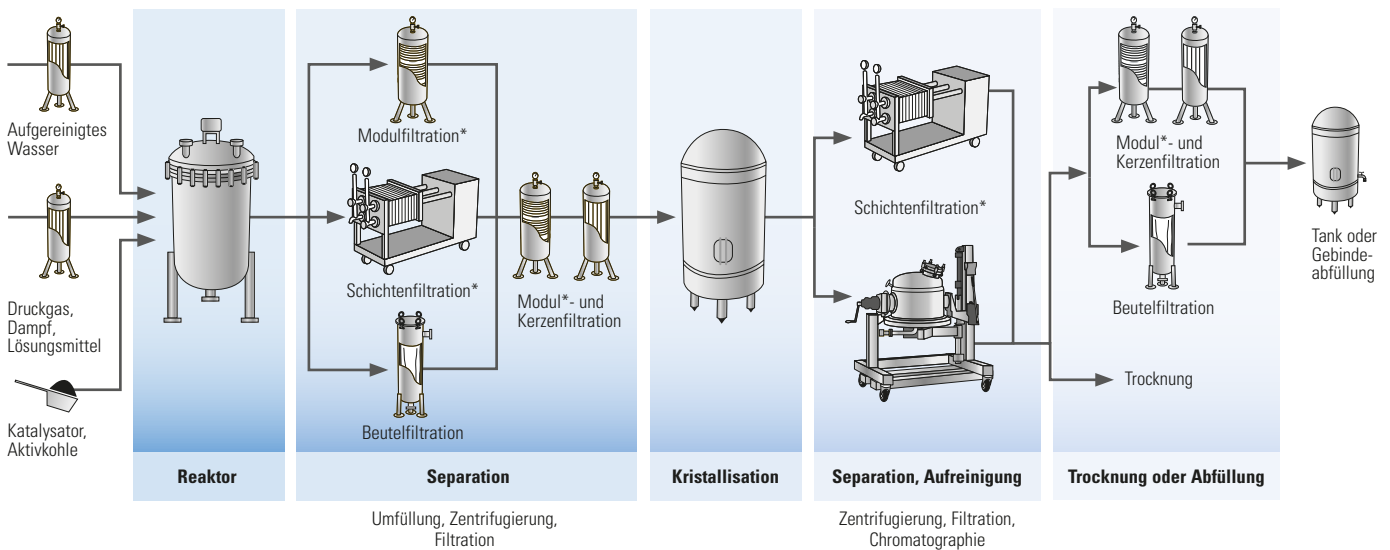 Aufgereinigtes
Wasser
Druckgas,
Dampf,
Lösungsmittel
Katalysator,
Aktivkohle
Modulfiltration*
Schichtenfiltration*
Beutelfiltration
Modul*- und
Kerzenfiltration
Schichtenfiltration*
Modul*- und
Kerzenfiltration
Beutelfiltration
Trocknung
Tank oder
Gebinde-
abfüllung
Reaktor
Separation
Kristallisation
Separation, Aufreinigung
Trocknung oder Abfüllung
Umfüllung, Zentrifugierung,
Filtration
Zentrifugierung, Filtration,
Chromatographie